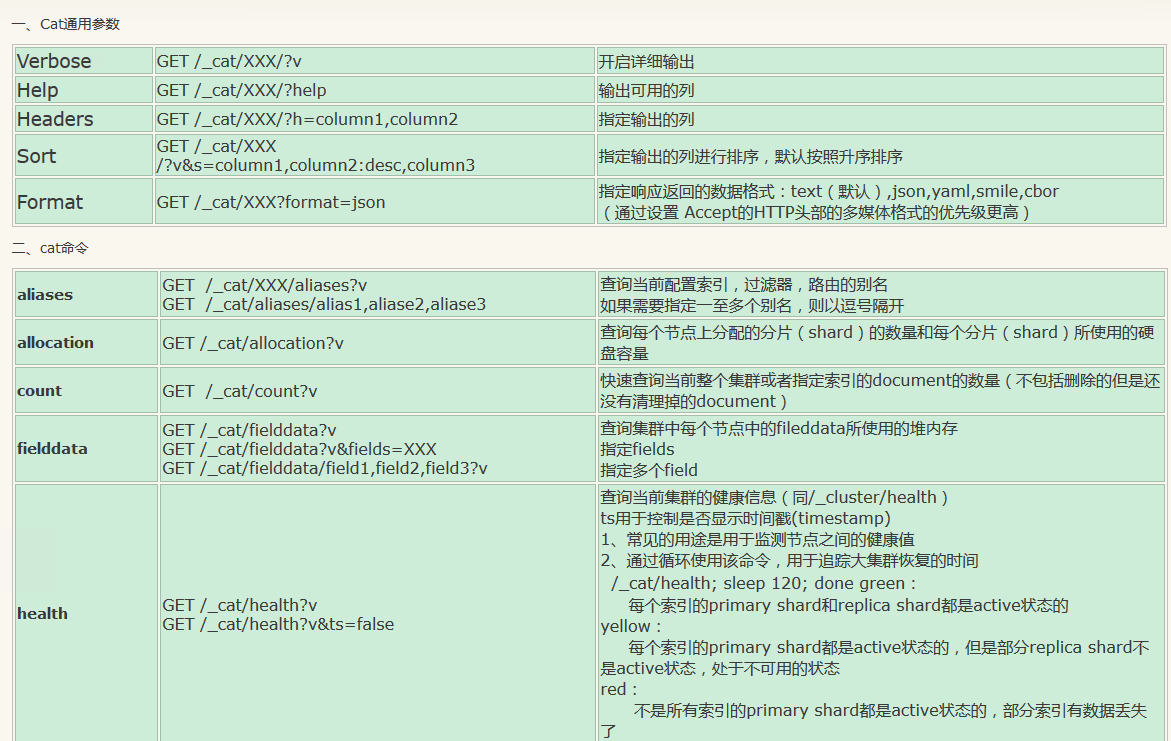 一、Cat通用参数
Verbose GET /_cat/XXX/?v 开启详细输出
Help GET /_cat/XXX/?help 输出可用的列
Headers GET /_cat/XXX/?h=column1,column2 指定输出的列
Sort
GET /_cat/XXX
/?v&s=column1,column2:desc,column3
指定输出的列进行排序，默认按照升序排序
Format
GET /_cat/XXX?format=json
指定响应返回的数据格式：text（默认）,json,yaml,smile,cbor
（通过设置 Accept的HTTP头部的多媒体格式的优先级更高）
二、cat命令
aliases
GET  /_cat/XXX/aliases?v
GET  /_cat/aliases/alias1,aliase2,aliase3
查询当前配置索引，过滤器，路由的别名
如果需要指定一至多个别名，则以逗号隔开
allocation
GET /_cat/allocation?v
查询每个节点上分配的分片（shard）的数量和每个分片（shard）所使用的硬
盘容量
count
GET  /_cat/count?v
快速查询当前整个集群或者指定索引的document的数量（不包括删除的但是还
没有清理掉的document）
fielddata
GET /_cat/fielddata?v
GET /_cat/fielddata?v&fields=XXX
GET /_cat/fielddata/field1,field2,field3?v
查询集群中每个节点中的fileddata所使用的堆内存
指定fields
指定多个field
health
GET /_cat/health?v
GET /_cat/health?v&ts=false
查询当前集群的健康信息（同/_cluster/health）
ts用于控制是否显示时间戳(timestamp)
1、常见的用途是用于监测节点之间的健康值
2、通过循环使用该命令，用于追踪大集群恢复的时间
/_cat/health; sleep 120; done green：
每个索引的primary shard和replica shard都是active状态的
yellow：
每个索引的primary shard都是active状态的，但是部分replica shard不
是active状态，处于不可用的状态
red：
不是所有索引的primary shard都是active状态的，部分索引有数据丢失
了